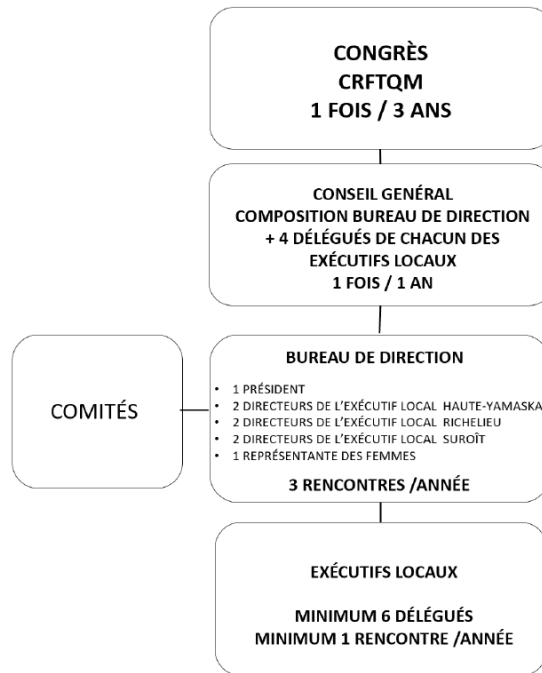 CONGRÈS
CRFTQM
1 FOIS / 3 ANS
CONSEIL GÉNÉRAL
COMPOSITION BUREAU DE DIRECTION
+ 4 DÉLÉGUÉS DE CHACUN DES
EXÉCUTIFS LOCAUX
1 FOIS / 1 AN
COMITÉS
BUREAU DE DIRECTION
• 1 PRÉSIDENT
• 2 DIRECTEURS DE L'EXÉCUTIF LOCAL HAUTE-YAMASKA
• 2 DIRECTEURS DE L'EXÉCUTIF LOCAL RICHELIEU
• 2 DIRECTEURS DE L'EXÉCUTIF LOCAL SUROÎT
• 1 REPRÉSENTANTE DES FEMMES
3 RENCONTRES /ANNÉE
EXÉCUTIFS LOCAUX
MINIMUM 6 DÉLÉGUÉS
MINIMUM 1 RENCONTRE /ANNÉE